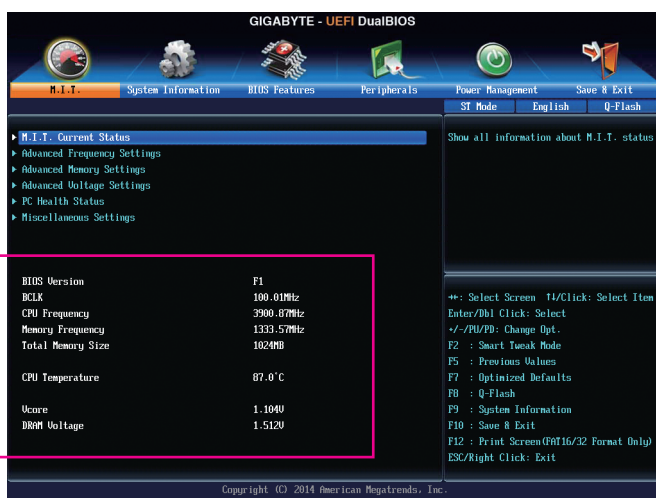 GIGABYTE - UEFI DualBIOS
M.I.T. System Information BIOS Features Peripherals Power Management Save & Exit
ST Mode English Q-Flash
M.I.T. Current Status
Advanced Frequency Settings
Advanced Memory Settings
Advanced Voltage Settings
PC Health Status
Miscellaneous Settings
Show all information about M.I.T. status
BIOS Version F1
BCLK 100.01MHz
CPU Frequency 3900.87MHz
Memory Frequency 1333.57MHz
Total Memory Size 1024MB
CPU Temperature 87.0°C
Vcore 1.104V
DRAM Voltage 1.512V
→←: Select Screen ↑↓/Click: Select Item
Enter/Dbl Click: Select
+/-/PU/PD: Change Opt.
F2 : Smart Tweak Mode
F5 : Previous Values
F7 : Optimized Defaults
F8 : Q-Flash
F9 : System Information
F10 : Save & Exit
F12 : Print Screen(FAT16/32 Format Only)
ESC/Right Click: Exit
Copyright (C) 2014 American Megatrends, Inc.